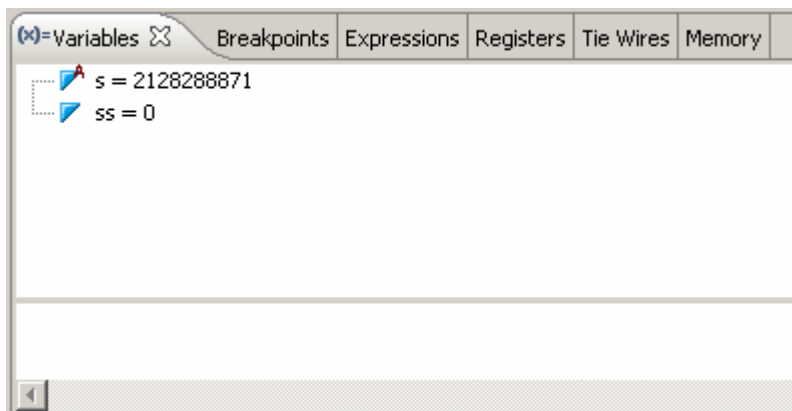 (x)= Variables Breakpoints Expressions Registers Tie Wires Memory
A s = 2128288871
ss = 0